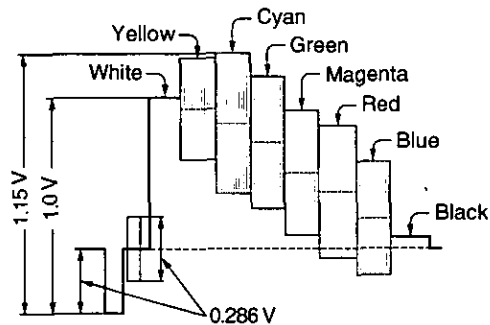 Cyan
Yellow
Green
White
Magenta
Red
Blue
Black
1.15 V
1.0 V
0.286 V